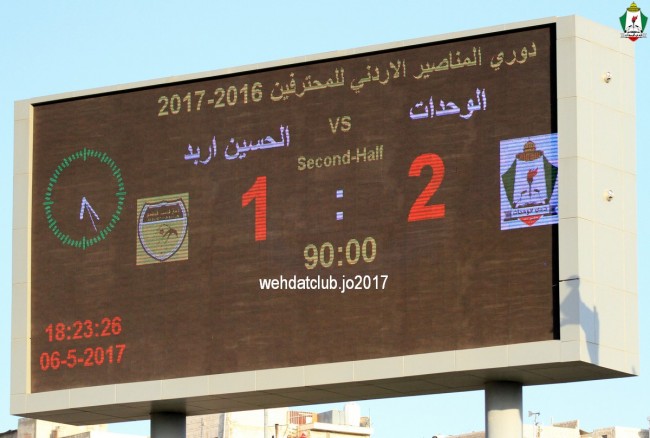 دوري المناصير الاردني للمحترفين 2016-2017
الوحدات
VS
الحسين اربد
Second-Half
1 : 2
90:00
wehdatclub.jo2017
18:23:26
06-5-2017